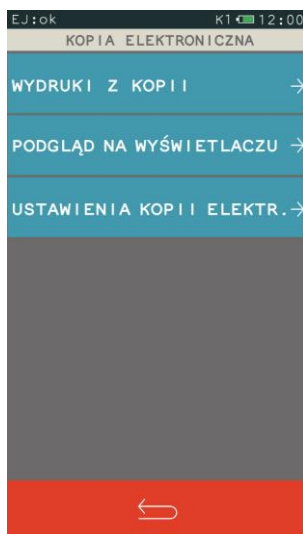 EJ:ok K1 12:00
KOPIA ELEKTRONICZNA
WYDRUKI Z KOPII
PODGLĄD NA WYŚWIETLACZU
USTAWIENIA KOPII ELEKTR.